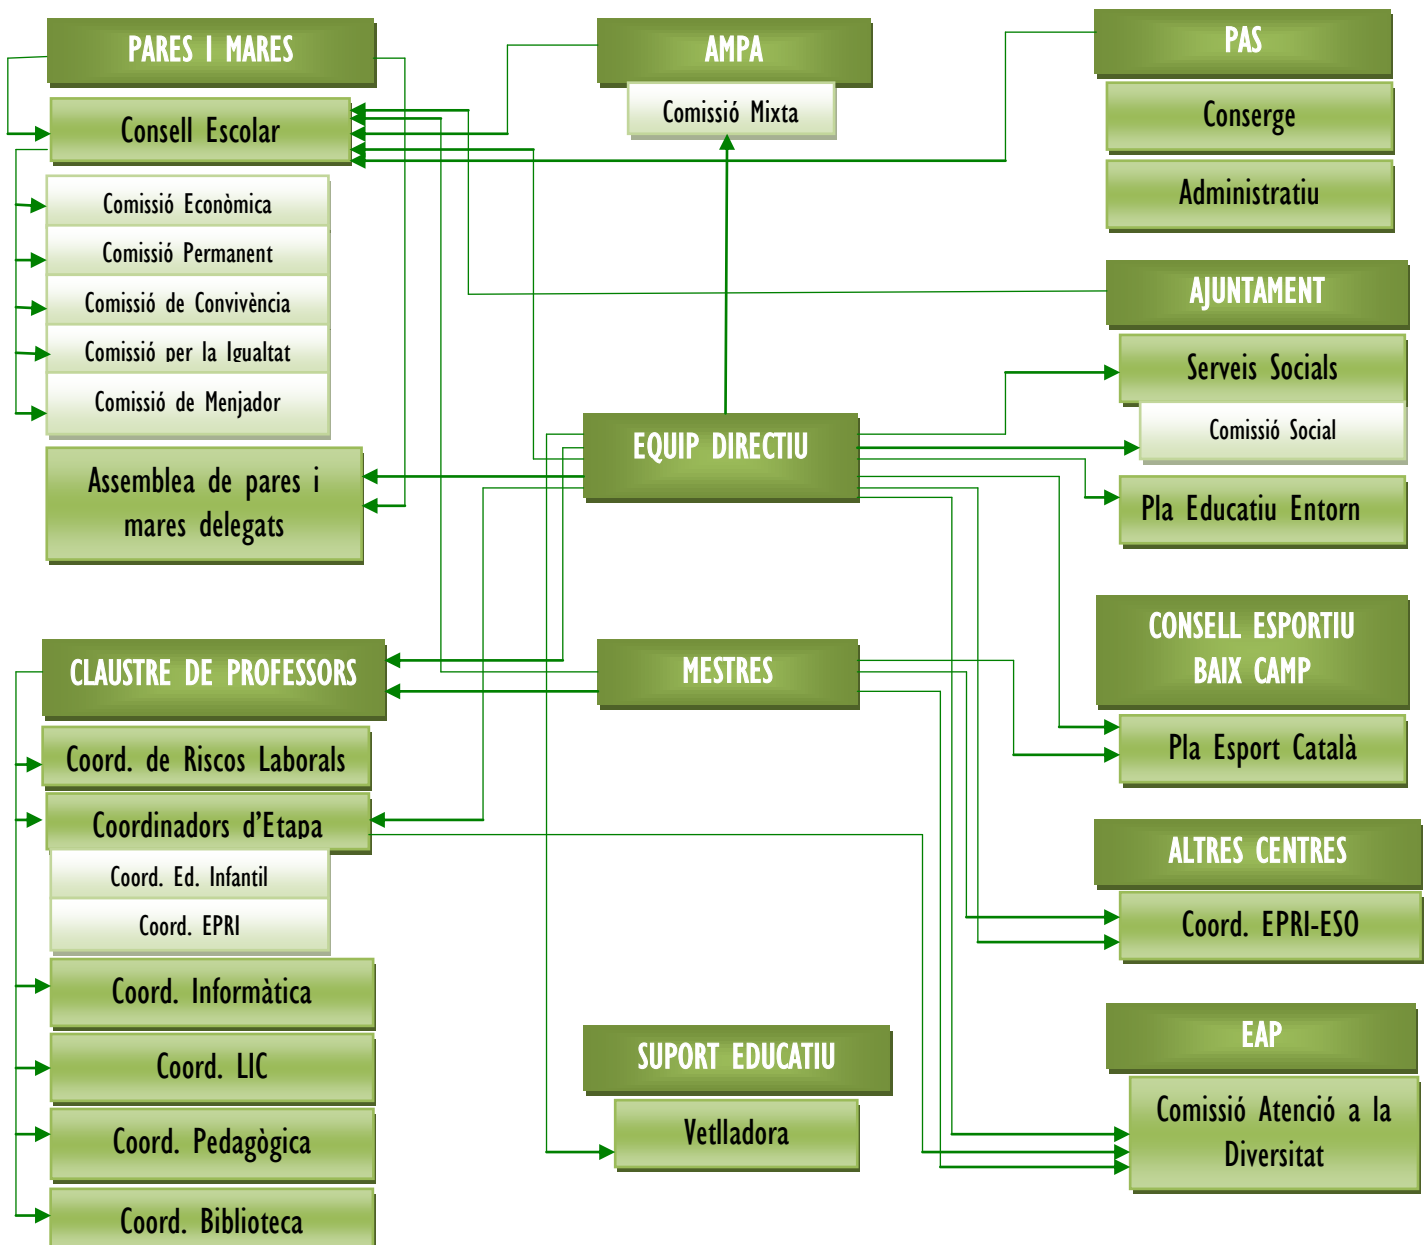 PARES I MARES
Consell Escolar
Comissió Econòmica
Comissió Permanent
Comissió de Convivència
Comissió per la Igualtat
Comissió de Menjador
Assemblea de pares i
mares delegats
AMPA
Comissió Mixta
PAS
Conserge
Administratiu
AJUNTAMENT
Serveis Socials
Comissió Social
Pla Educatiu Entorn
EQUIP DIRECTIU
CLAUSTRE DE PROFESSORS
Coord. de Riscos Laborals
Coordinadors d'Etapa
Coord. Ed. Infantil
Coord. EPRI
Coord. Informàtica
Coord. LIC
Coord. Pedagògica
Coord. Biblioteca
MESTRES
SUPORT EDUCATIU
Vetlladora
CONSELL ESPORTIU
BAIX CAMP
Pla Esport Català
ALTRES CENTRES
Coord. EPRI-ESO
EAP
Comissió Atenció a la
Diversitat